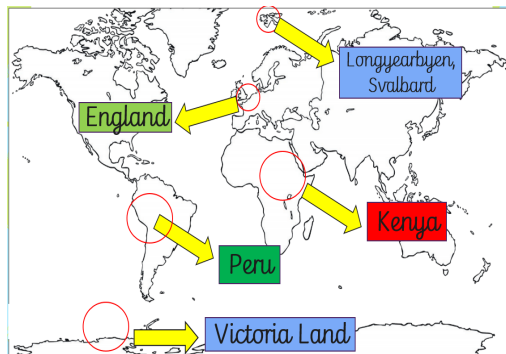 Longyearbyen,
Svalbard
England
Kenya
Peru
Victoria Land